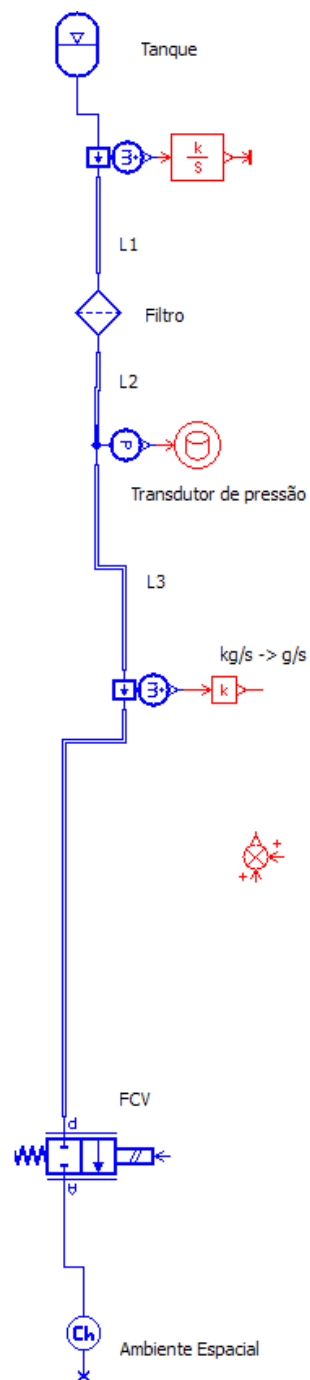 Tanque
ṁ
k
S
L1
Filtro
L2
P
Transdutor de pressão
L3
kg/s -> g/s
ṁ
k
+
+
FCV
P
A
Ch
Ambiente Espacial